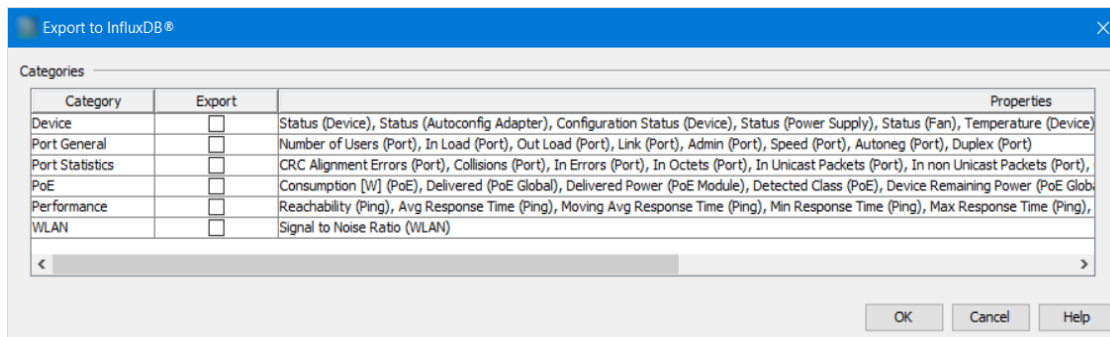 Export to InfluxDB®
Categories
Category Export Properties
Device Status (Device), Status (Autoconfig Adapter), Configuration Status (Device), Status (Power Supply), Status (Fan), Temperature (Device)
Port General Number of Users (Port), In Load (Port), Out Load (Port), Link (Port), Admin (Port), Speed (Port), Autoneg (Port), Duplex (Port)
Port Statistics CRC Alignment Errors (Port), Collisions (Port), In Errors (Port), In Octets (Port), In Unicast Packets (Port), In non Unicast Packets (Port),
PoE Consumption [W] (PoE), Delivered (PoE Global), Delivered Power (PoE Module), Detected Class (PoE), Device Remaining Power (PoE Glob
Performance Reachability (Ping), Avg Response Time (Ping), Moving Avg Response Time (Ping), Min Response Time (Ping), Max Response Time (Ping),
WLAN Signal to Noise Ratio (WLAN)
OK Cancel Help